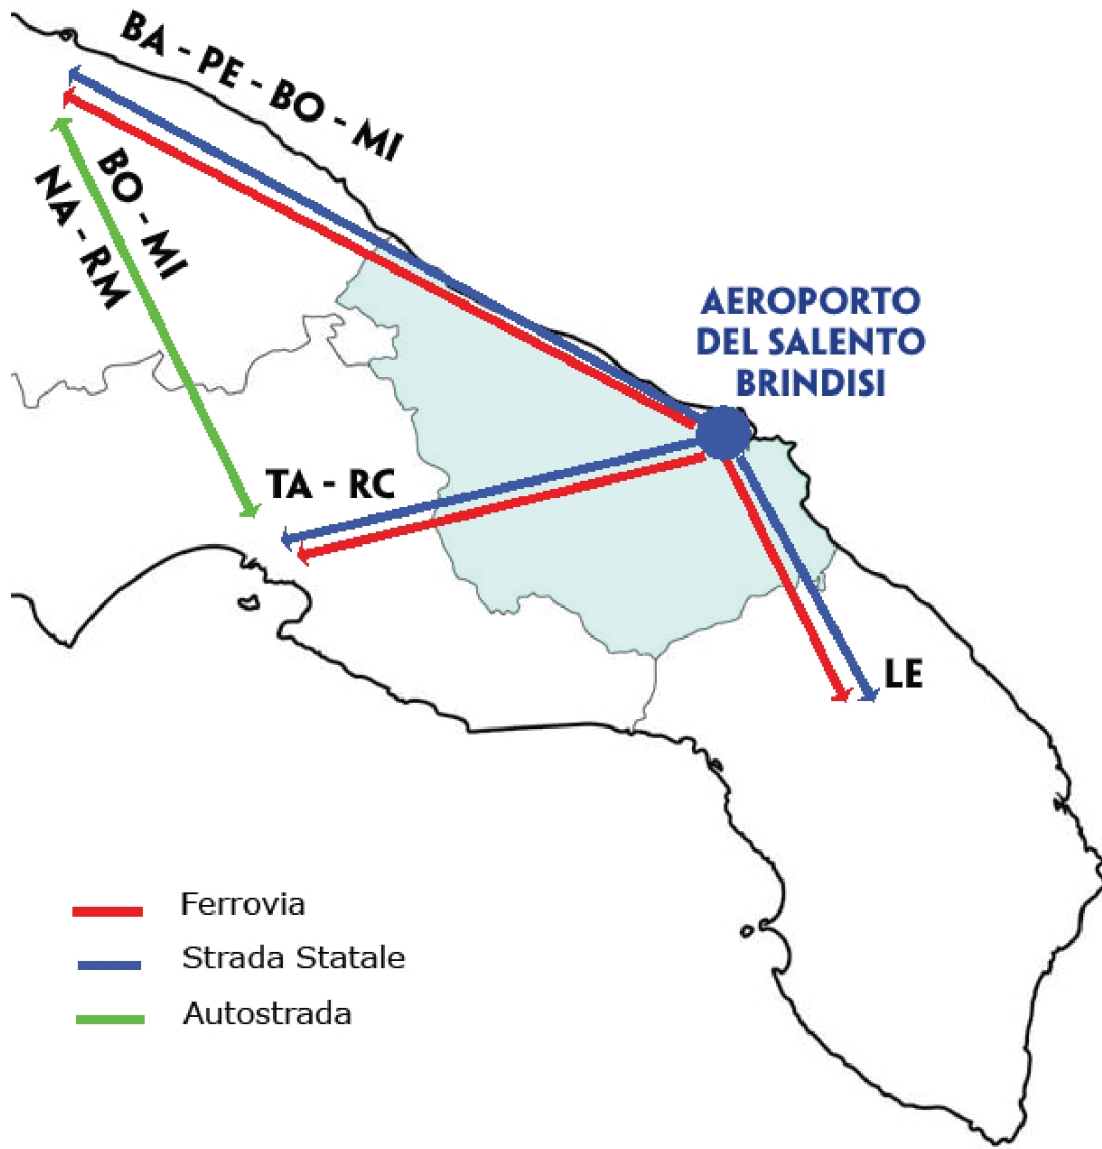 BA - PE - BO - MI
BO - MI
NA - RM
AEROPORTO
DEL SALENTO
BRINDISI
TA - RC
LE
Ferrovia
Strada Statale
Autostrada